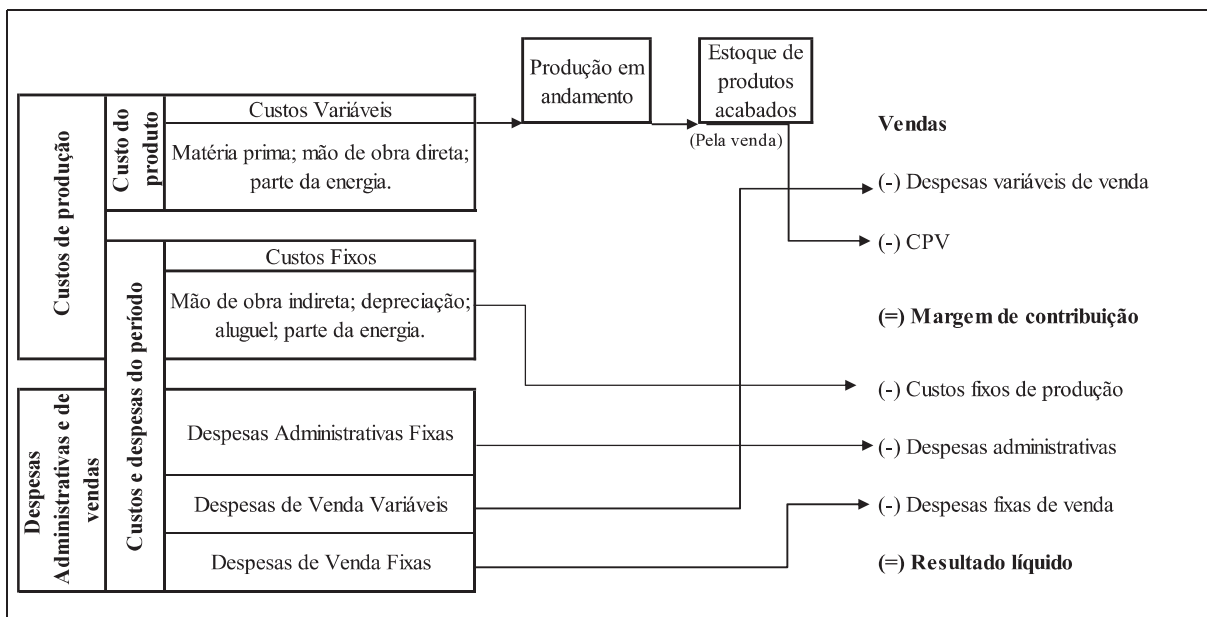 Custos de produção
Despesas
Administrativas e de
vendas
Custo do
produto
Custos e despesas do período
Custos Variáveis
Matéria prima; mão de obra direta;
parte da energia.
Custos Fixos
Mão de obra indireta; depreciação;
aluguel; parte da energia.
Despesas Administrativas Fixas
Despesas de Venda Variáveis
Despesas de Venda Fixas
Produção em
andamento
Estoque de
produtos
acabados
(Pela venda)
Vendas
(-) Despesas variáveis de venda
(-) CPV
(=) Margem de contribuição
(-) Custos fixos de produção
(-) Despesas administrativas
(-) Despesas fixas de venda
(=) Resultado líquido